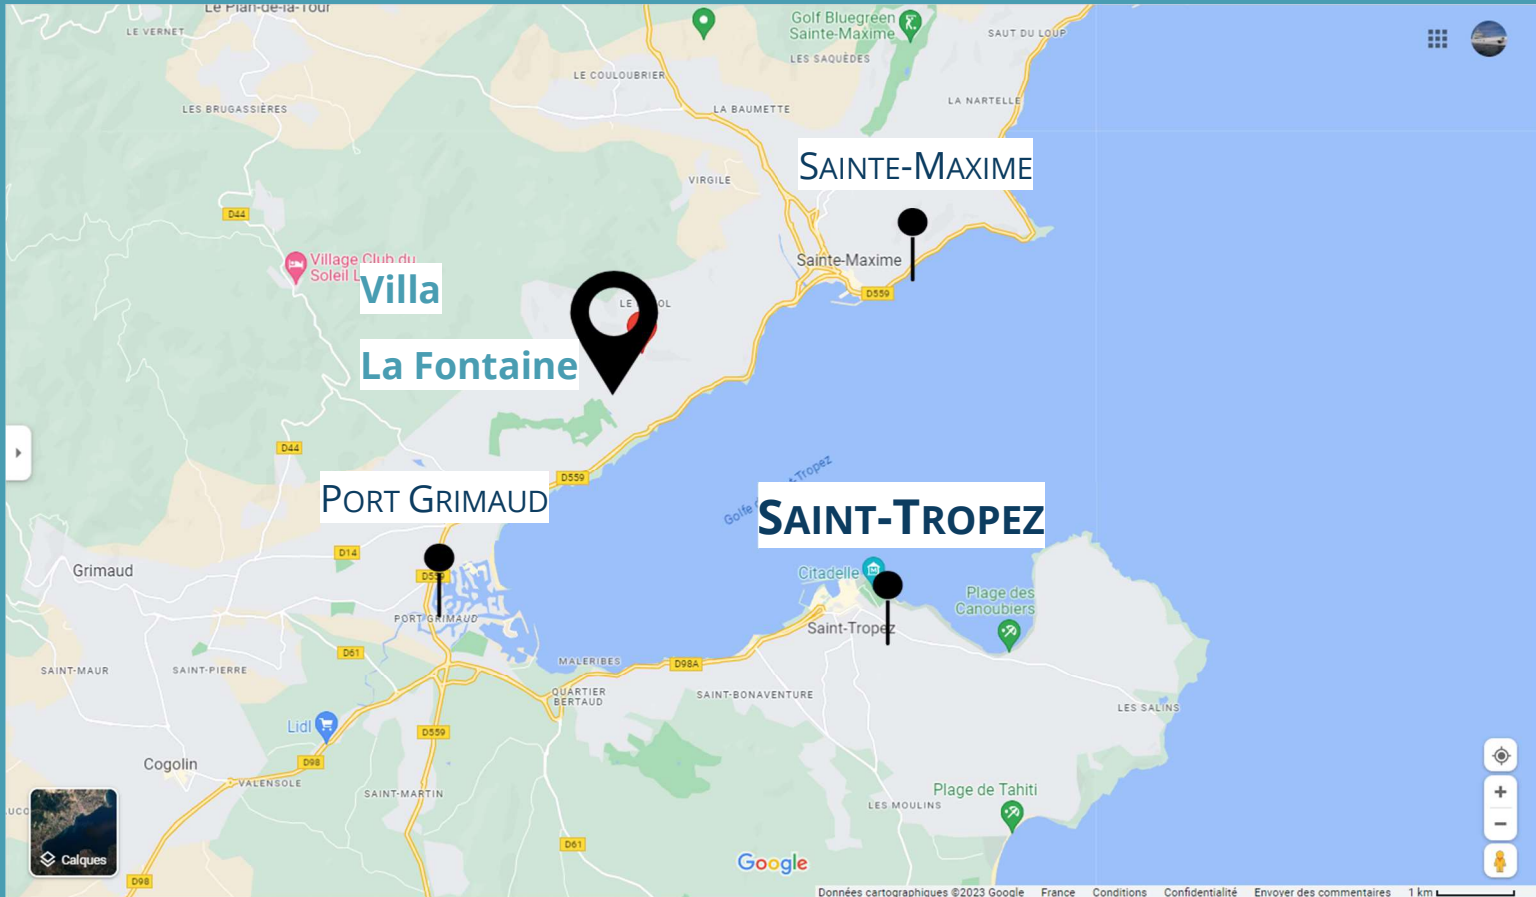 Le Plan-de-la-Tour
LE VERNET
Golf Bluegreen
Sainte-Maxime
SAUT DU LOUP
LES SAQUÈDES
LE COULOUBRIER
LES BRUGASSIÈRES
LA BAUMETTE
LA NARTELLE
SAINTE-MAXIME
VIRGILE
D44
Village Club du
Soleil
Sainte-Maxime
Villa
D559
La Fontaine
D44
D559
PORT GRIMAUD
Golfe
Tropez
SAINT-TROPEZ
D14
Grimaud
D559
Citadelle
Plage des
Canoubiers
PORT GRIMAUD
Saint-Tropez
D61
MALERIBES
D98A
SAINT-MAUR
SAINT-PIERRE
QUARTIER
BERTAUD
SAINT-BONAVENTURE
LES SALINS
Lidl
D559
D98
Cogolin
VALENSOLE
SAINT-MARTIN
Plage de Tahiti
LES MOULINS
D61
Calques
Google
D98
Données cartographiques ©2023 Google France Conditions Confidentialité Envoyer des commentaires 1 km